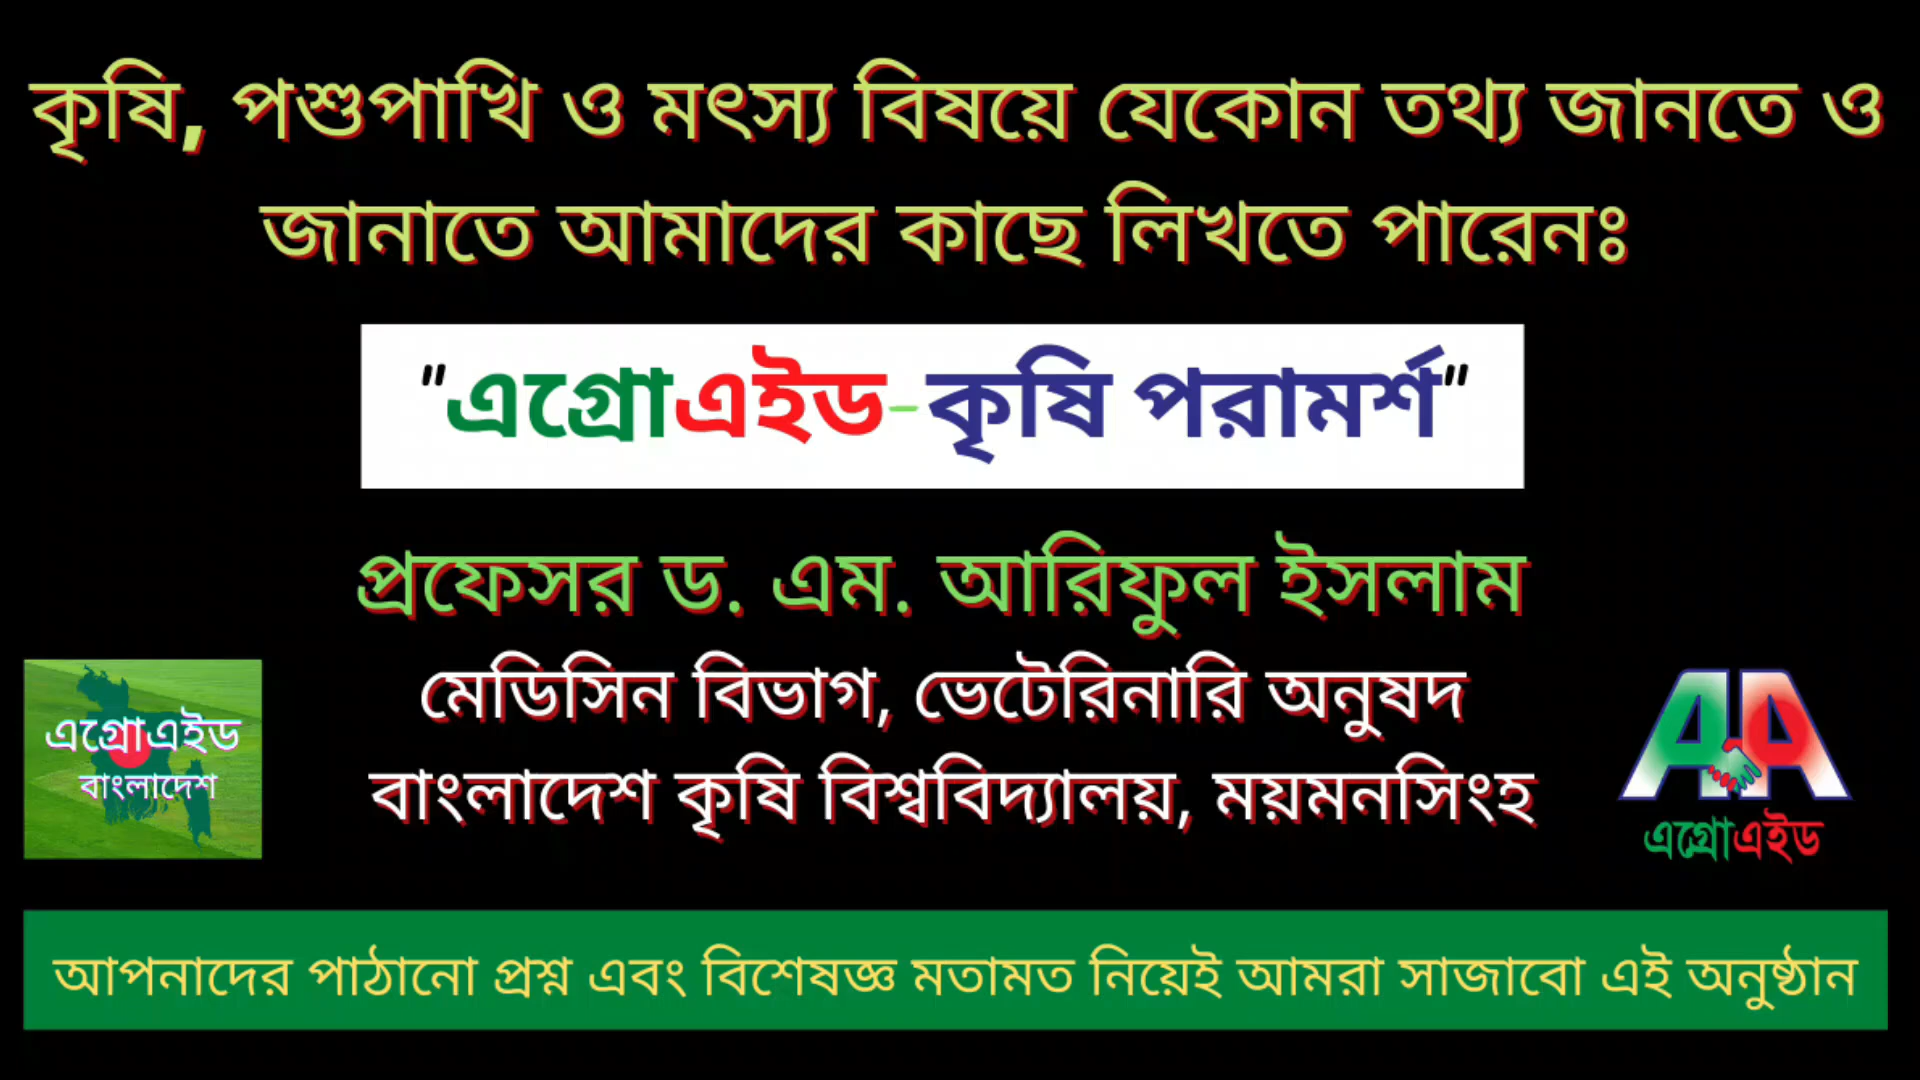 কৃষি, পশুপাখি ও মৎস্য বিষয়ে যেকোন তথ্য জানতে ও
জানাতে আমাদের কাছে লিখতে পারেনঃ
"এগ্রোএইড-কৃষি পরামর্শ"
প্রফেসর ড. এম. আরিফুল ইসলাম
মেডিসিন বিভাগ, ভেটেরিনারি অনুষদ
বাংলাদেশ কৃষি বিশ্ববিদ্যালয়, ময়মনসিংহ
এগ্রোএইড
বাংলাদেশ
AA
এগ্রোএইড
আপনাদের পাঠানো প্রশ্ন এবং বিশেষজ্ঞ মতামত নিয়েই আমরা সাজাবো এই অনুষ্ঠান